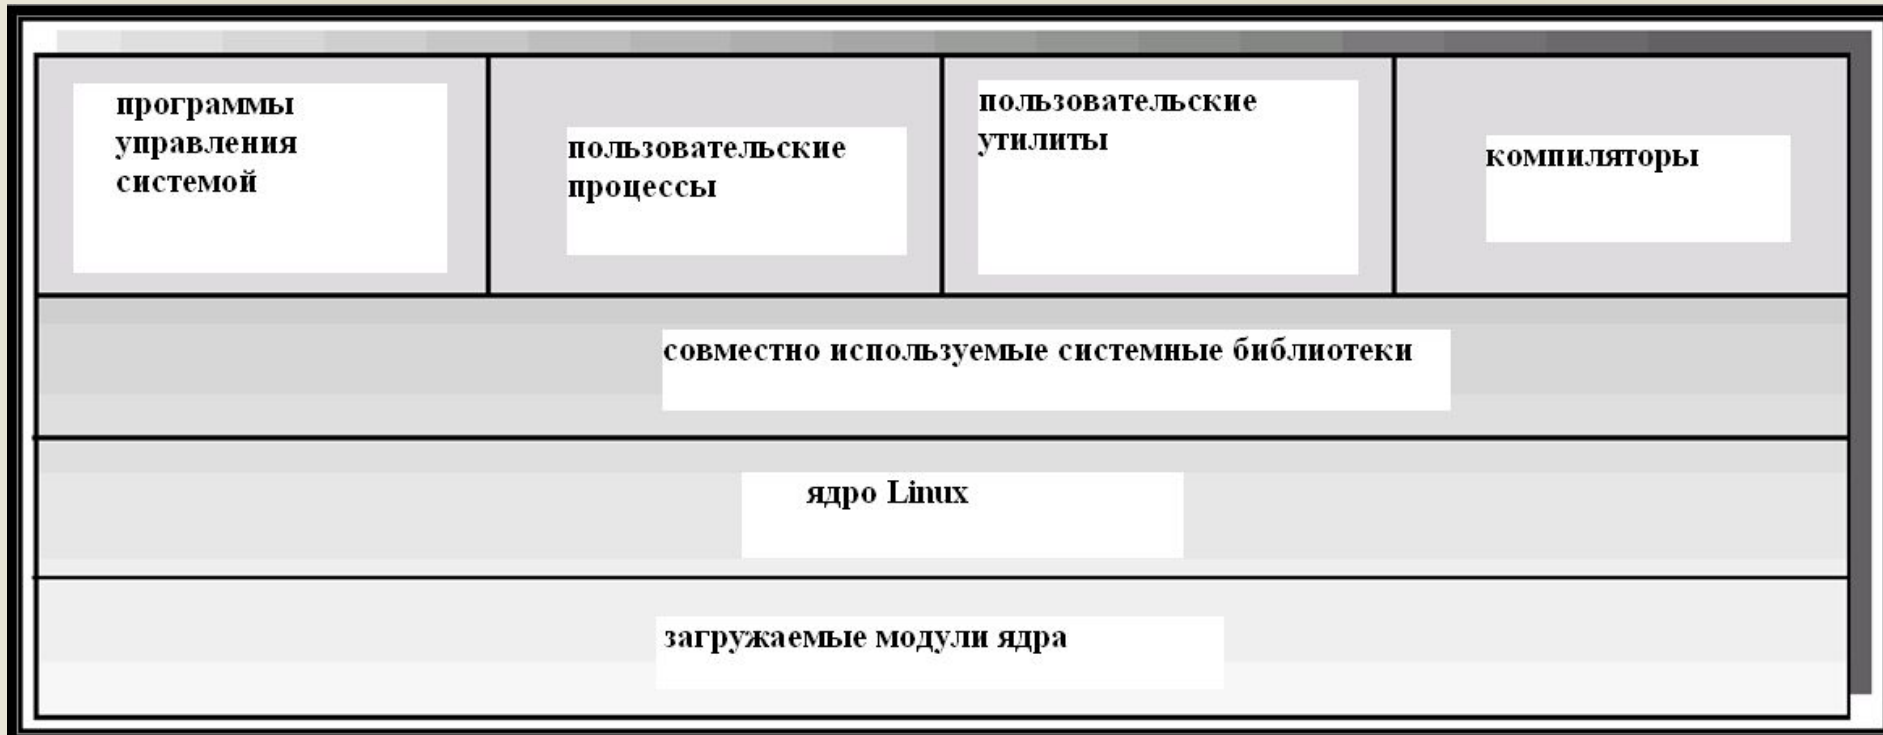 программы
управления
системой
пользовательские
процессы
пользовательские
утилиты
компиляторы
совместно используемые системные библиотеки
ядро Linux
загружаемые модули ядра